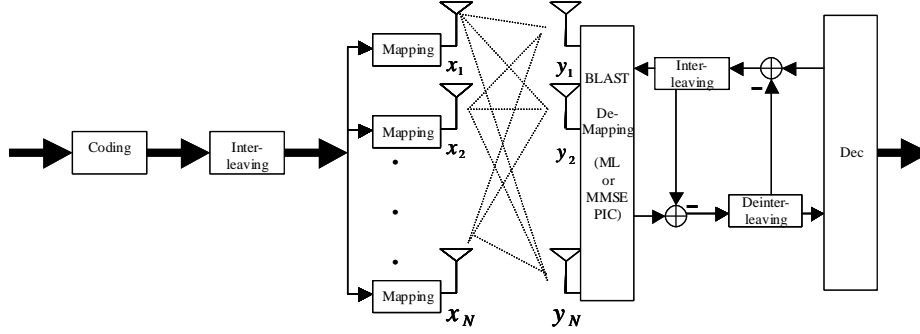 Coding
Inter-
leaving
Mapping
x1
Mapping
x2
Mapping
xN
y1
y2
yN
BLAST
De-
Mapping
(ML
or
MMSE
PIC)
Inter-
leaving
Deinter-
leaving
Dec